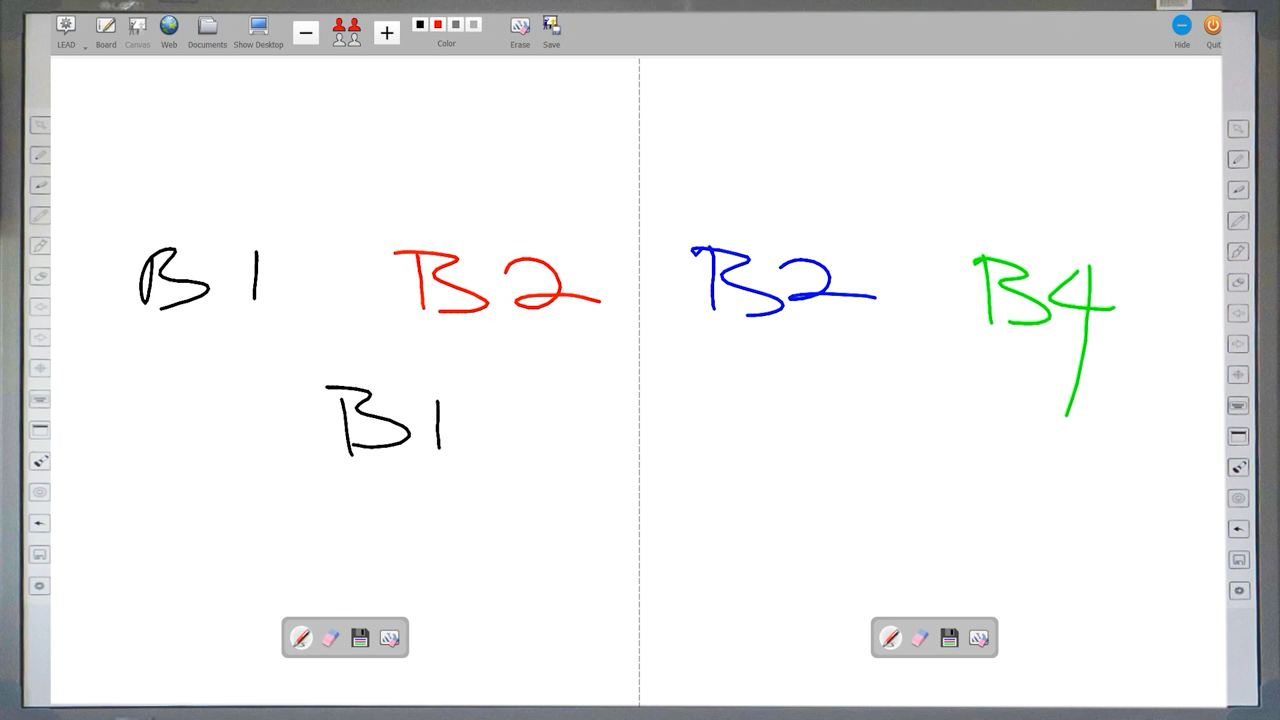 LEAD Board Canvas Web Documents Show Desktop Color Erase Save Hide Quit
B1 B2 B2 B4
B1